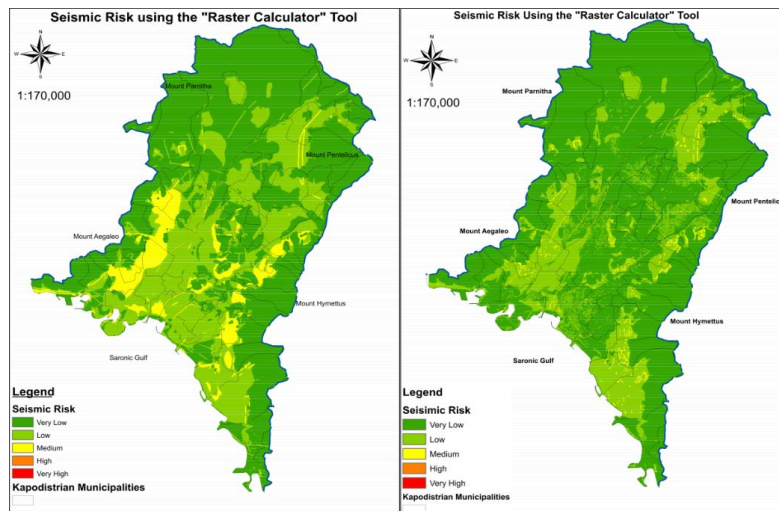 Seismic Risk using the "Raster Calculator" Tool
N
W
E
S
1:170,000
Mount Parnitha
Mount Pentelicus
Mount Aegaleo
Mount Hymettus
Saronic Gulf
Legend
Seismic Risk
Very Low
Low
Medium
High
Very High
Kapodistrian Municipalities
Seismic Risk Using the "Raster Calculator" Tool
N
W
E
S
1:170,000
Mount Parnitha
Mount Pentelic
Mount Aegaleo
Mount Hymettus
Saronic Gulf
Legend
Seisimic Risk
Very Low
Low
Medium
High
Very High
Kapodistrian Municipalities